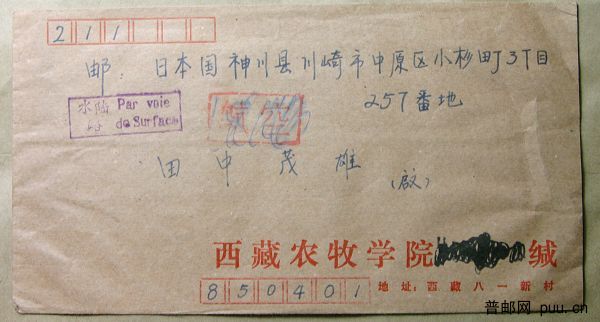 211
邮: 日本国神川县川崎市中原区小杉町3丁目
257番地
水陆 Par voie
路 de Surface
田中茂雄(啟)
西藏农牧学院 缄
850401 地址:西藏八一新村
普邮网 puu.cn